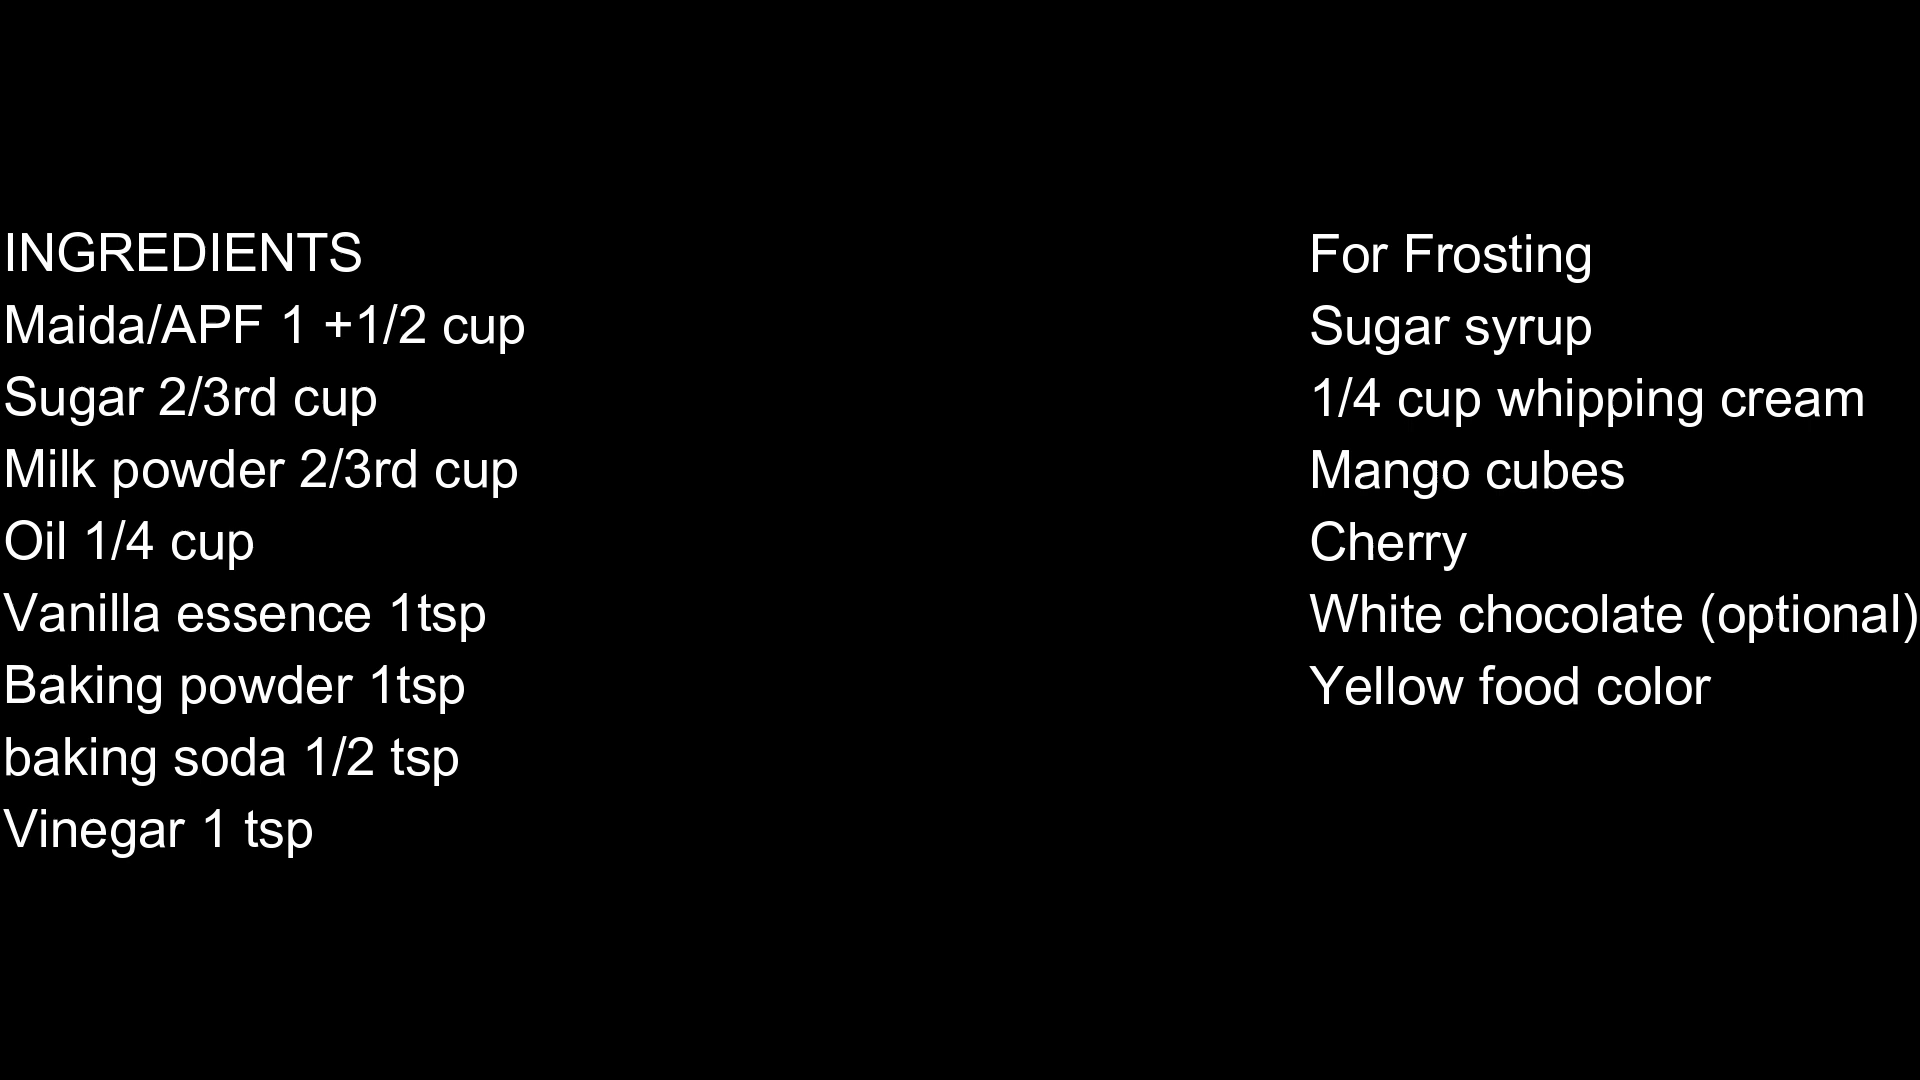 INGREDIENTS
Maida/APF 1 +1/2 cup
Sugar 2/3rd cup
Milk powder 2/3rd cup
Oil 1/4 cup
Vanilla essence 1tsp
Baking powder 1tsp
baking soda 1/2 tsp
Vinegar 1 tsp
For Frosting
Sugar syrup
1/4 cup whipping cream
Mango cubes
Cherry
White chocolate (optional)
Yellow food color